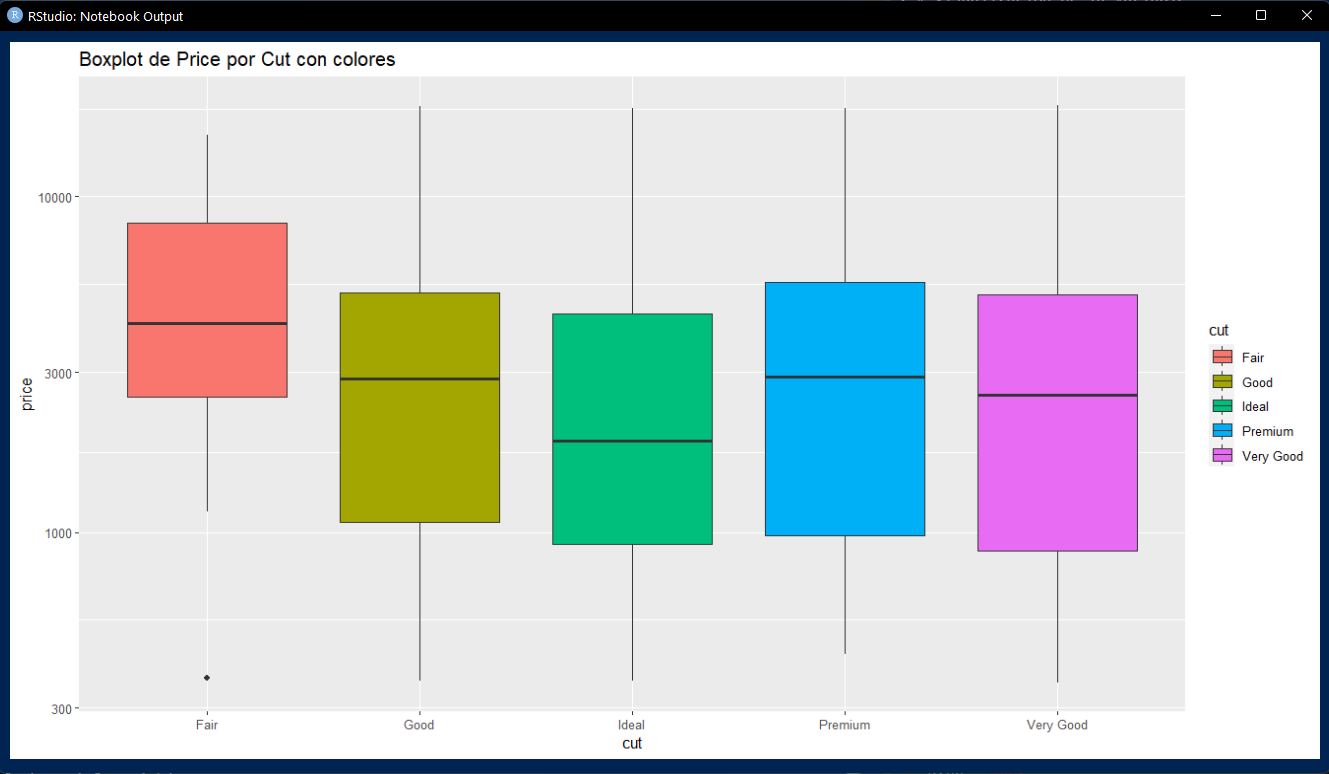 RStudio: Notebook Output
Boxplot de Price por Cut con colores
price
10000
3000
1000
300
Fair
Good
Ideal
Premium
Very Good
cut
cut
Fair
Good
Ideal
Premium
Very Good